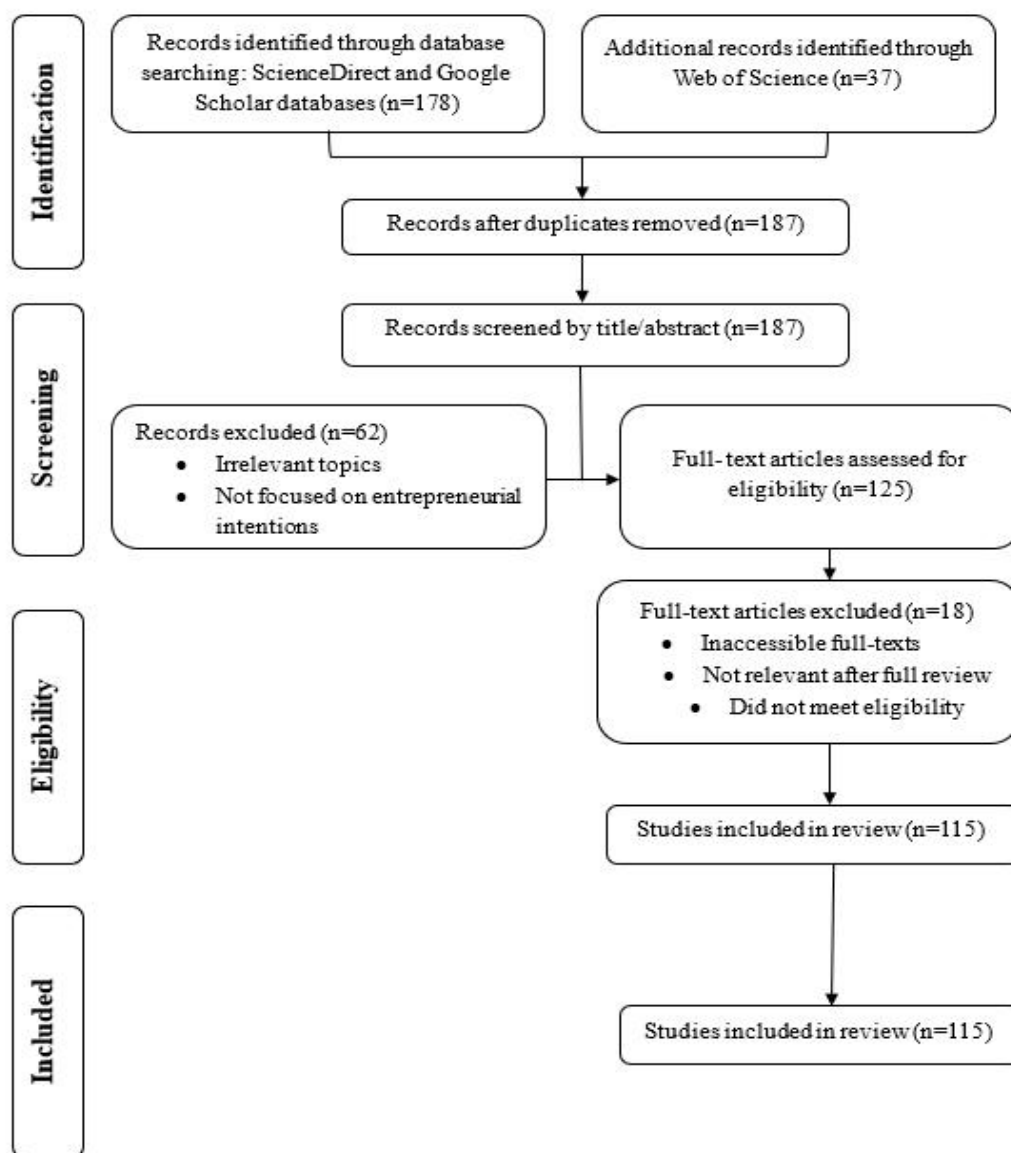 Identification
Records identified through database
searching: ScienceDirect and Google
Scholar databases (n=178)
Additional records identified through
Web of Science (n=37)
Records after duplicates removed (n=187)
Screening
Records screened by title/abstract (n=187)
Records excluded (n=62)
• Irrelevant topics
• Not focused on entrepreneurial
intentions
Full- text articles assessed for
eligibility (n=125)
Eligibility
Full-text articles excluded (n=18)
• Inaccessible full-texts
• Not relevant after full review
• Did not meet eligibility
Studies included in review (n=115)
Included
Studies included in review (n=115)